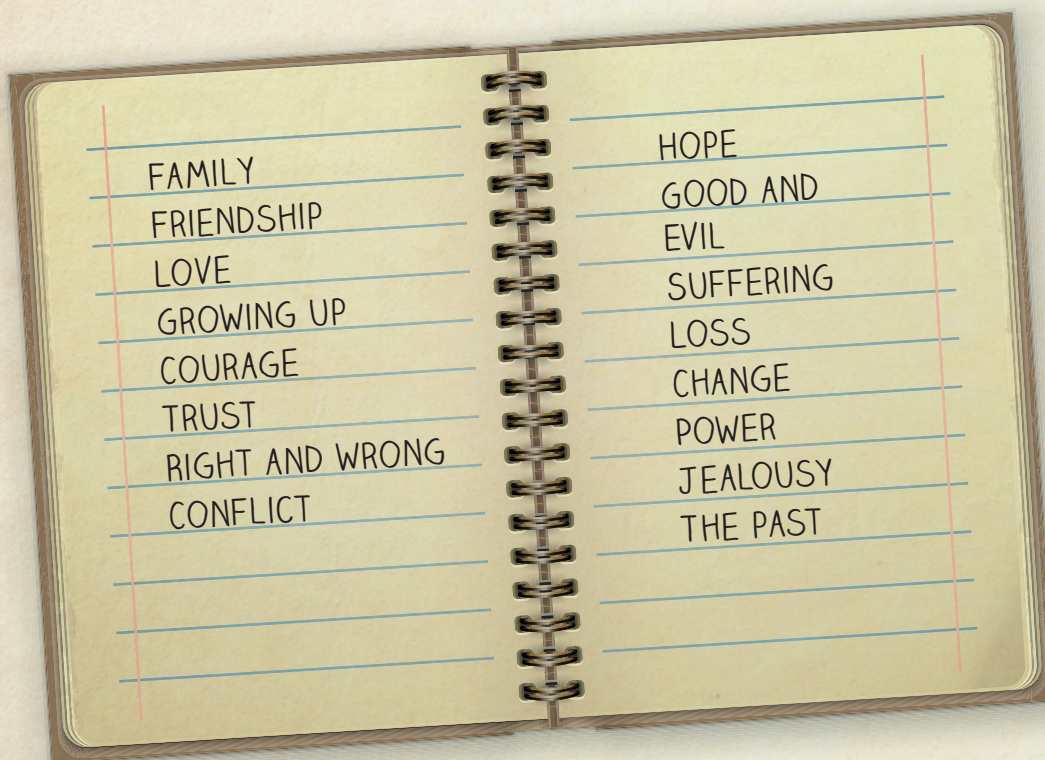 FAMILY
FRIENDSHIP
LOVE
GROWING UP
COURAGE
TRUST
RIGHT AND WRONG
CONFLICT
HOPE
GOOD AND
EVIL
SUFFERING
LOSS
CHANGE
POWER
JEALOUSY
THE PAST